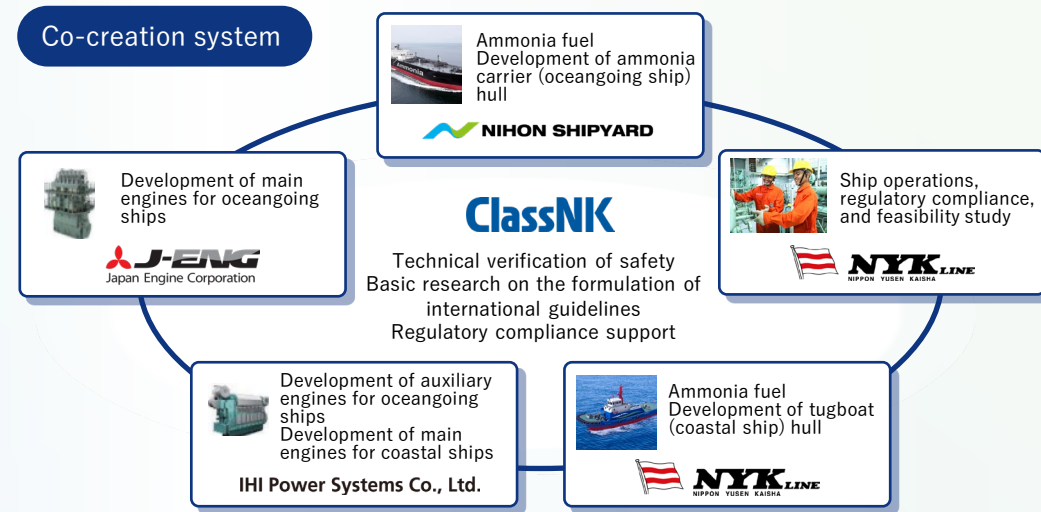 Co-creation system
Ammonia
Ammonia fuel
Development of ammonia
carrier (oceangoing ship)
hull
NIHON SHIPYARD
Development of main
engines for oceangoing
ships
J-ENG
Japan Engine Corporation
ClassNK
Technical verification of safety
Basic research on the formulation of
international guidelines
Regulatory compliance support
Ship operations,
regulatory compliance,
and feasibility study
NYK LINE
NIPPON YUSEN KAISHA
Development of auxiliary
engines for oceangoing
ships
Development of main
engines for coastal ships
IHI Power Systems Co., Ltd.
Ammonia fuel
Development of tugboat
(coastal ship) hull
NYK LINE
NIPPON YUSEN KAISHA